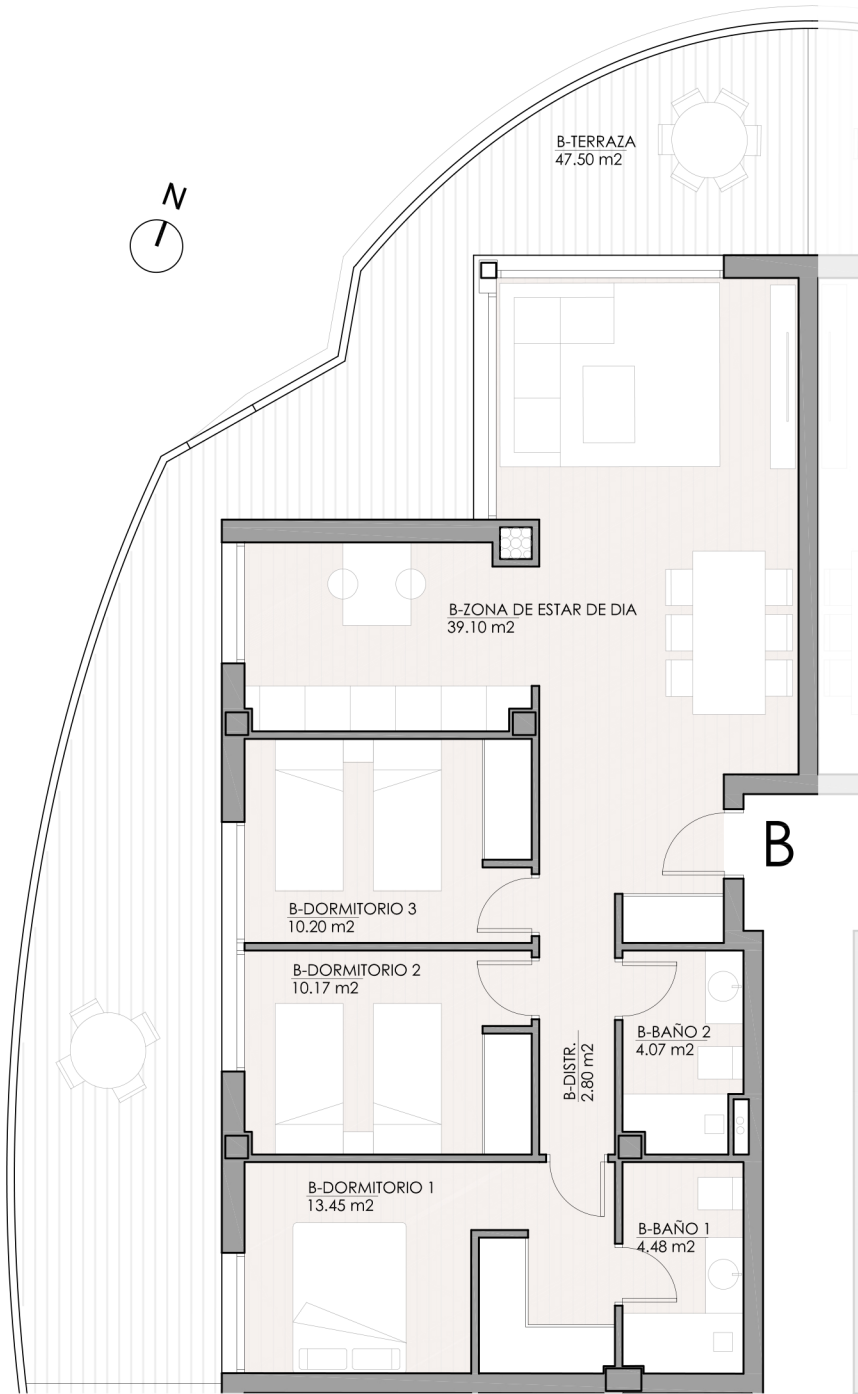 B-TERRAZA
47.50 m2
N
B-ZONA DE ESTAR DE DIA
39.10 m2
B
B-DORMITORIO 3
10.20 m2
B-DORMITORIO 2
10.17 m2
B-BAÑO 2
4.07 m2
B-DISTR.
2.80 m2
B-DORMITORIO 1
13.45 m2
B-BAÑO 1
4.48 m2